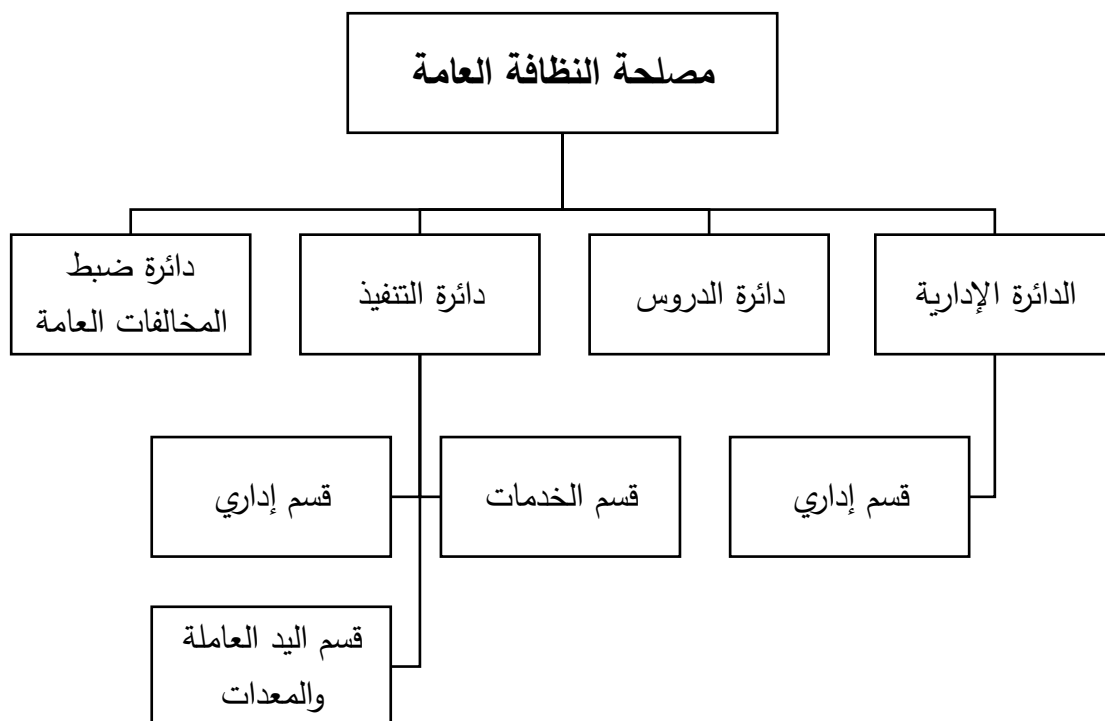 مصلحة النظافة العامة
الدائرة الإدارية
دائرة الدروس
دائرة التنفيذ
دائرة ضبط
المخالفات العامة
قسم إداري
قسم الخدمات
قسم إداري
قسم اليد العاملة
والمعدات